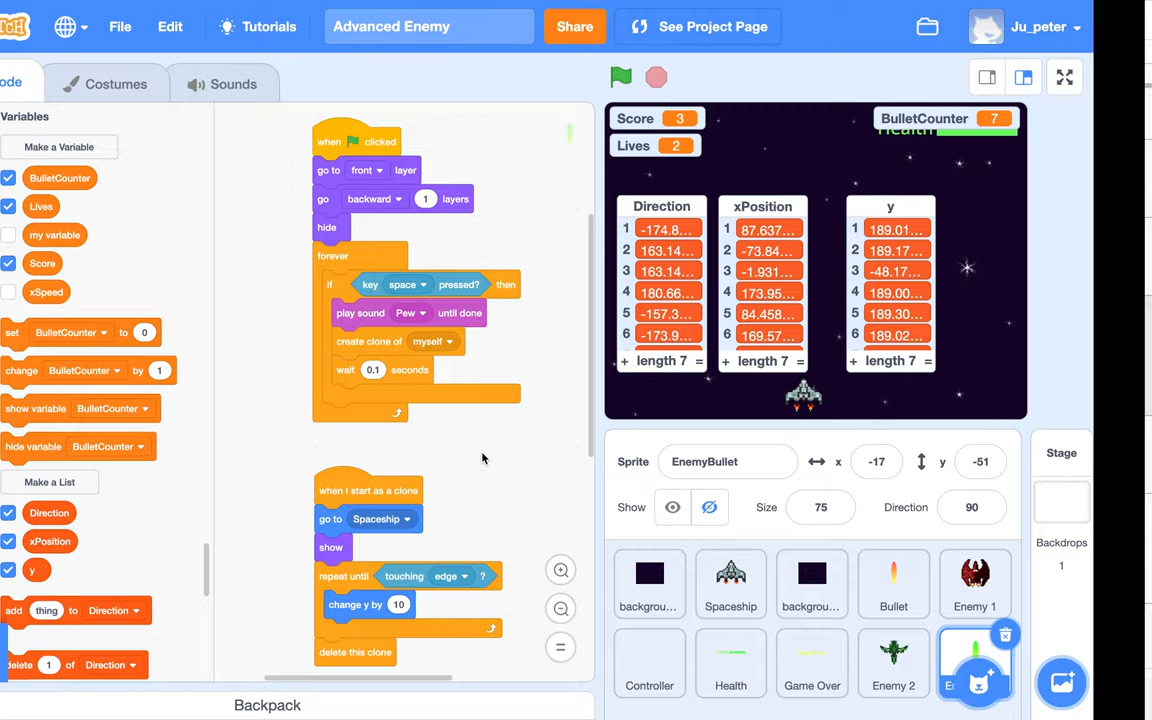 TCH File Edit Tutorials Advanced Enemy Share See Project Page Ju_peter
ode Costumes Sounds
Variables
Make a Variable
BulletCounter
Lives
my variable
Score
xSpeed
set BulletCounter to 0
change BulletCounter by 1
show variable BulletCounter
hide variable BulletCounter
Make a List
Direction
xPosition
y
add thing to Direction
delete 1 of Direction
when clicked
go to front layer
go backward 1 layers
hide
forever
if key space pressed? then
play sound Pew until done
create clone of myself
wait 0.1 seconds
when I start as a clone
go to Spaceship
show
repeat until touching edge ?
change y by 10
delete this clone
Backpack
Score 3
Lives 2
BulletCounter 7
Health
Direction
1 -174.8...
2 163.14...
3 163.14...
4 180.66...
5 -157.3...
6 -173.9...
+ length 7 =
xPosition
1 87.637...
2 -73.84...
3 -1.931...
4 173.95...
5 84.458...
6 169.57...
+ length 7 =
y
1 189.01...
2 189.17...
3 -48.17...
4 189.00...
5 189.30...
6 189.02...
+ length 7 =
Sprite EnemyBullet x -17 y -51
Show Size 75 Direction 90
backgrou... Spaceship backgrou... Bullet Enemy 1
Controller Health Game Over Enemy 2
Stage
Backdrops
1